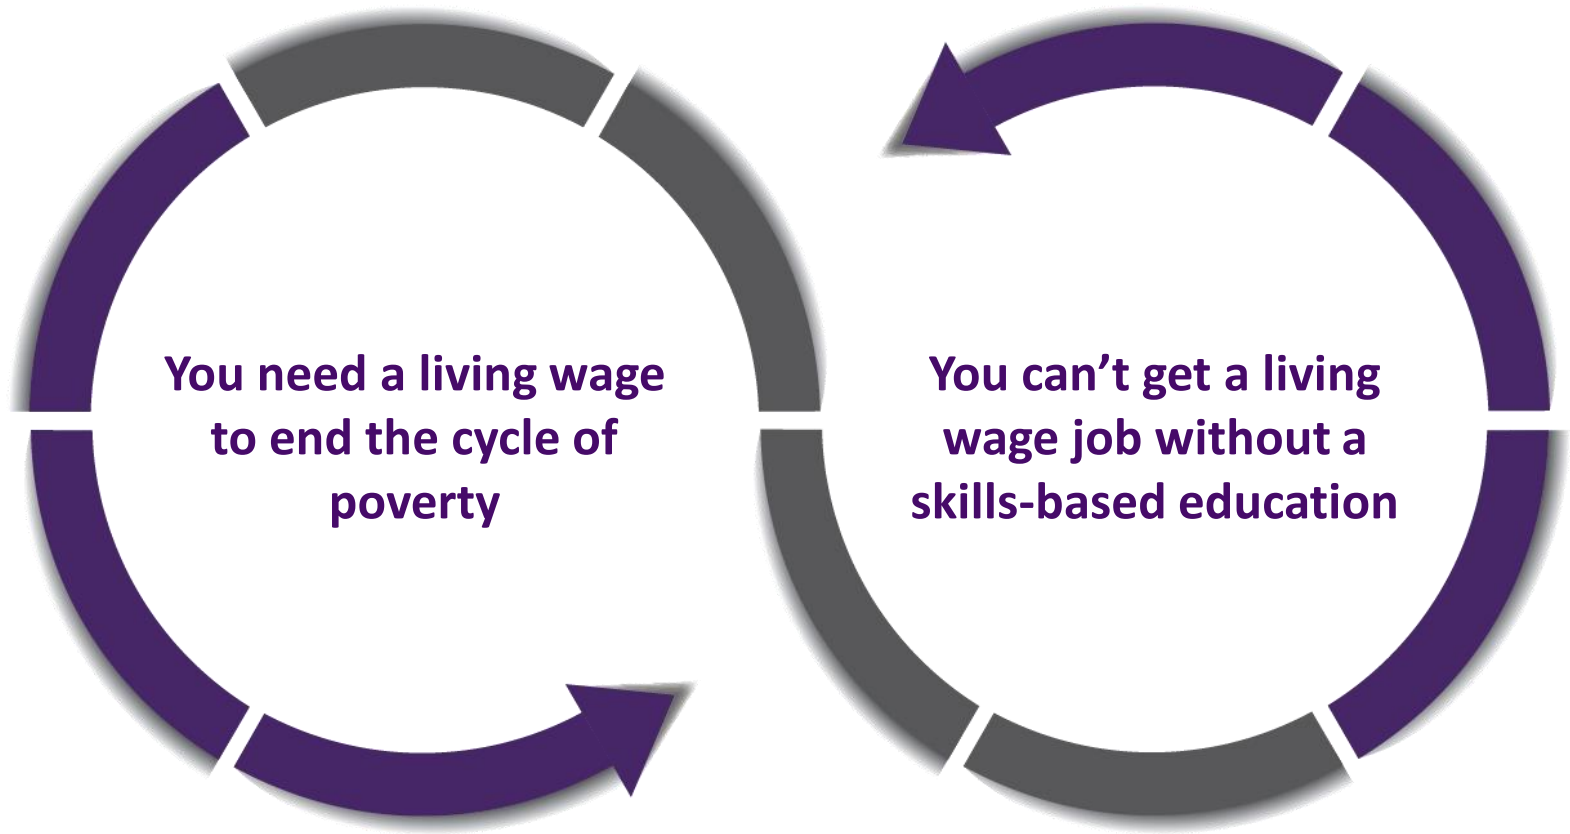 You need a living wage
to end the cycle of
poverty
You can’t get a living
wage job without a
skills-based education